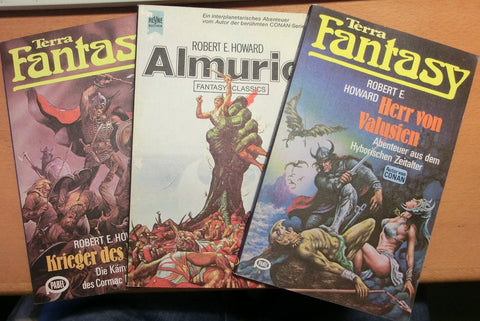 Terra
Fantasy
ROBERT E. HO
Krieger des
Die Käm
des Cormac
PABEL
HEYNE
Ein interplanetarisches Abenteuer
vom Autor der berühmten CONAN-Serie
ROBERT E. HOWARD
Almuric
FANTASY CLASSICS
Terra
Fantasy
ROBERT E.
HOWARD
Herr von
Valusien
Abenteuer aus dem
Hyborischen Zeitalter
CONAN
PABEL